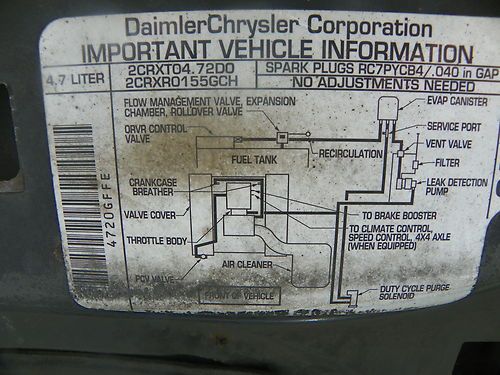 DaimlerChrysler Corporation
IMPORTANT VEHICLE INFORMATION
4.7 LITER
2CRXT04.72D0
2CRXR0155GCH
SPARK PLUGS RC7PYCB4/.040 in GAP
NO ADJUSTMENTS NEEDED
FLOW MANAGEMENT VALVE, EXPANSION
CHAMBER, ROLLOVER VALVE
ORVR CONTROL
VALVE
FUEL TANK
RECIRCULATION
EVAP CANISTER
SERVICE PORT
VENT VALVE
FILTER
LEAK DETECTION
PUMP
CRANKCASE
BREATHER
VALVE COVER
THROTTLE BODY
PCV VALVE
AIR CLEANER
TO BRAKE BOOSTER
TO CLIMATE CONTROL,
SPEED CONTROL, 4X4 AXLE
(WHEN EQUIPPED)
DUTY CYCLE PURGE
SOLENOID
FRONT OF VEHICLE
4720GFFE